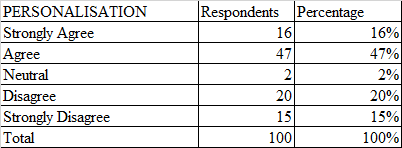 PERSONALISATION Respondents Percentage
Strongly Agree 16 16%
Agree 47 47%
Neutral 2 2%
Disagree 20 20%
Strongly Disagree 15 15%
Total 100 100%